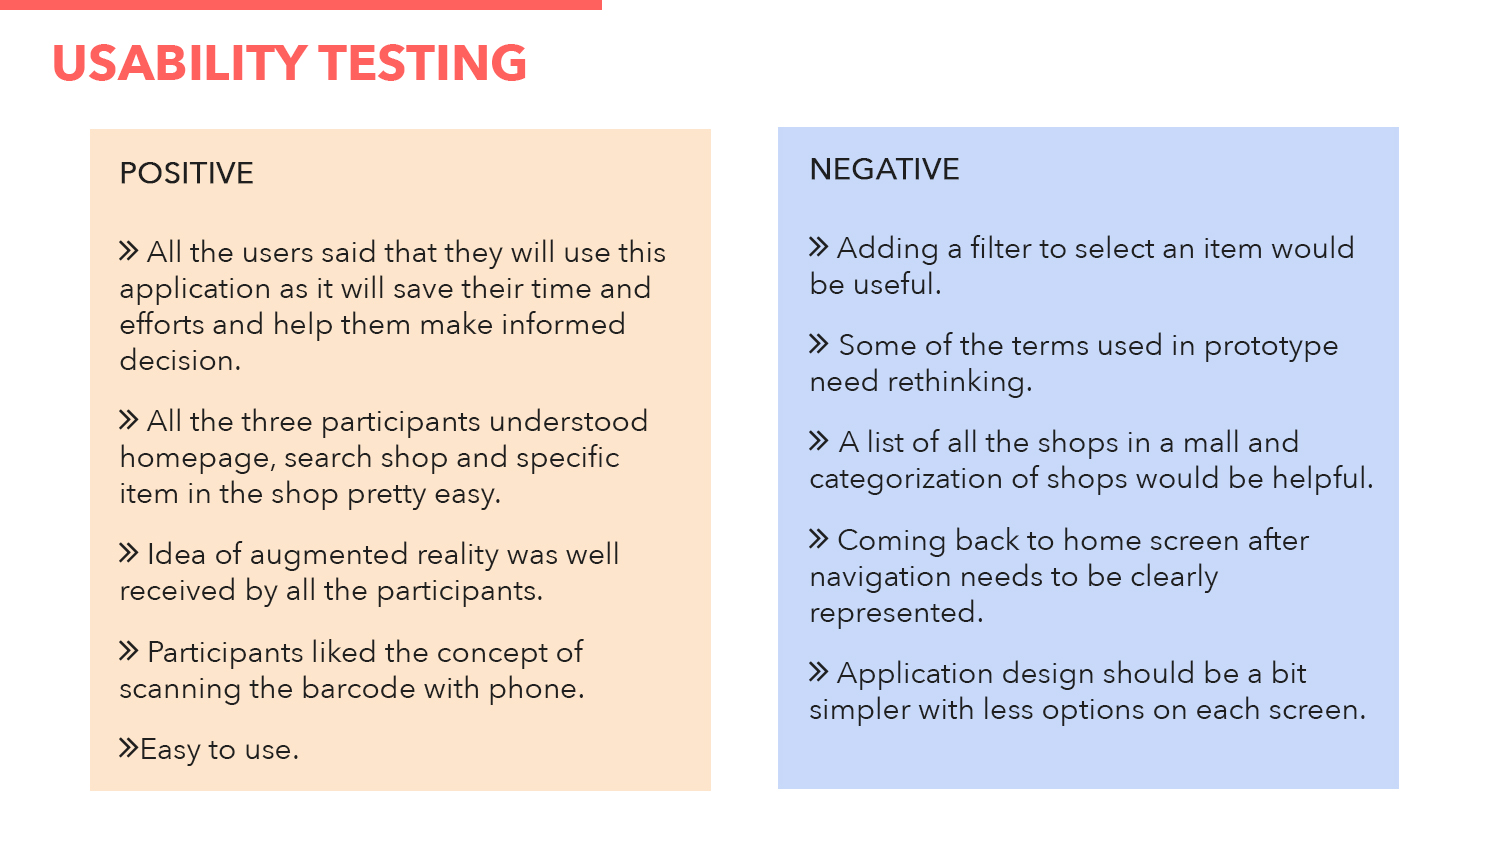 USABILITY TESTING
POSITIVE
» All the users said that they will use this
application as it will save their time and
efforts and help them make informed
decision.
» All the three participants understood
homepage, search shop and specific
item in the shop pretty easy.
» Idea of augmented reality was well
received by all the participants.
» Participants liked the concept of
scanning the barcode with phone.
»Easy to use.
NEGATIVE
» Adding a filter to select an item would
be useful.
» Some of the terms used in prototype
need rethinking.
» A list of all the shops in a mall and
categorization of shops would be helpful.
» Coming back to home screen after
navigation needs to be clearly
represented.
» Application design should be a bit
simpler with less options on each screen.